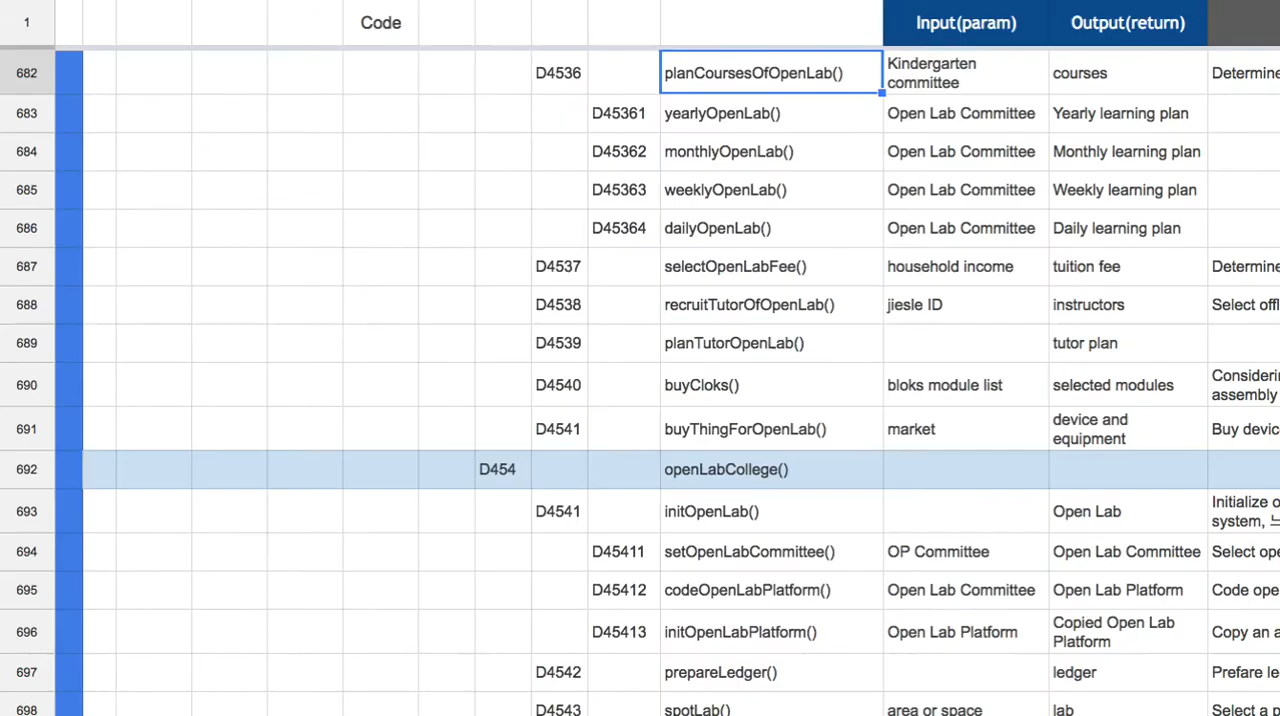 1 Code Input(param) Output(return)
682 D4536 planCoursesOfOpenLab() Kindergarten committee courses Determine
683 D45361 yearlyOpenLab() Open Lab Committee Yearly learning plan
684 D45362 monthlyOpenLab() Open Lab Committee Monthly learning plan
685 D45363 weeklyOpenLab() Open Lab Committee Weekly learning plan
686 D45364 dailyOpenLab() Open Lab Committee Daily learning plan
687 D4537 selectOpenLabFee() household income tuition fee Determine
688 D4538 recruitTutorOfOpenLab() jiesle ID instructors Select off
689 D4539 planTutorOpenLab() tutor plan
690 D4540 buyCloks() bloks module list selected modules Considerin assembly
691 D4541 buyThingForOpenLab() market device and equipment Buy devic
692 D454 openLabCollege()
693 D4541 initOpenLab() Open Lab Initialize o system,
694 D45411 setOpenLabCommittee() OP Committee Open Lab Committee Select ope
695 D45412 codeOpenLabPlatform() Open Lab Committee Open Lab Platform Code ope
696 D45413 initOpenLabPlatform() Open Lab Platform Copied Open Lab Platform Copy an a
697 D4542 prepareLedger() ledger Prefare le
698 D4543 spotLab() area or space lab Select a p